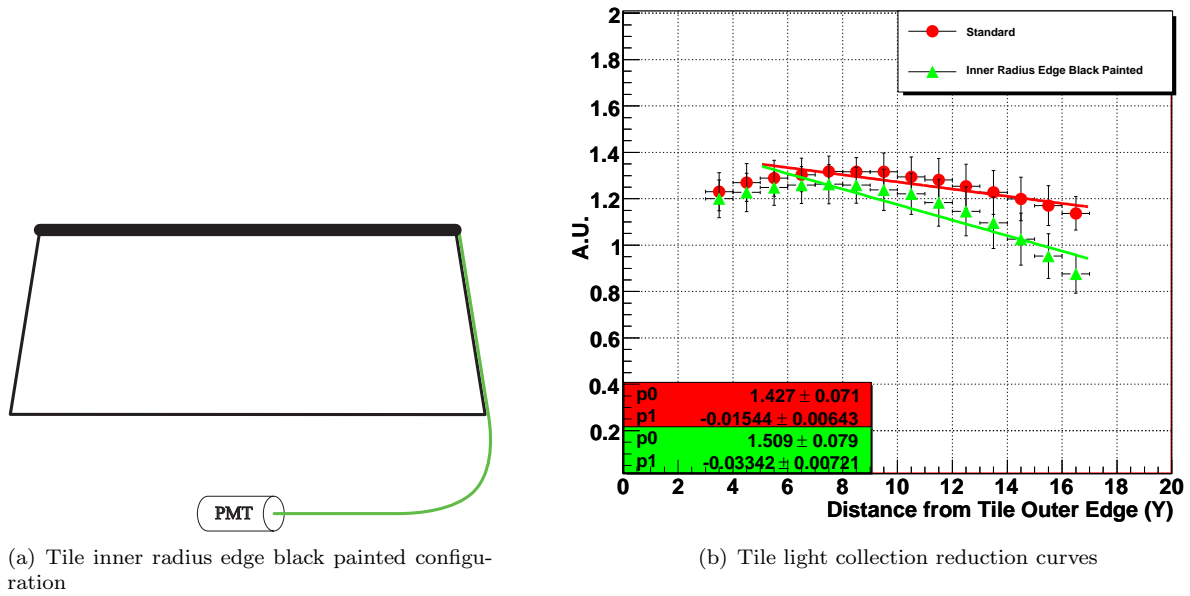 PMT
(a) Tile inner radius edge black painted configu-
ration
2
1.8
1.6
1.4
1.2
1
0.8
0.6
0.4
0.2
A.U.
Standard
Inner Radius Edge Black Painted
p0 1.427 ± 0.071
p1 -0.01544 ± 0.00643
p0 1.509 ± 0.079
p1 -0.03342 ± 0.00721
0 2 4 6 8 10 12 14 16 18 20
Distance from Tile Outer Edge (Y)
(b) Tile light collection reduction curves